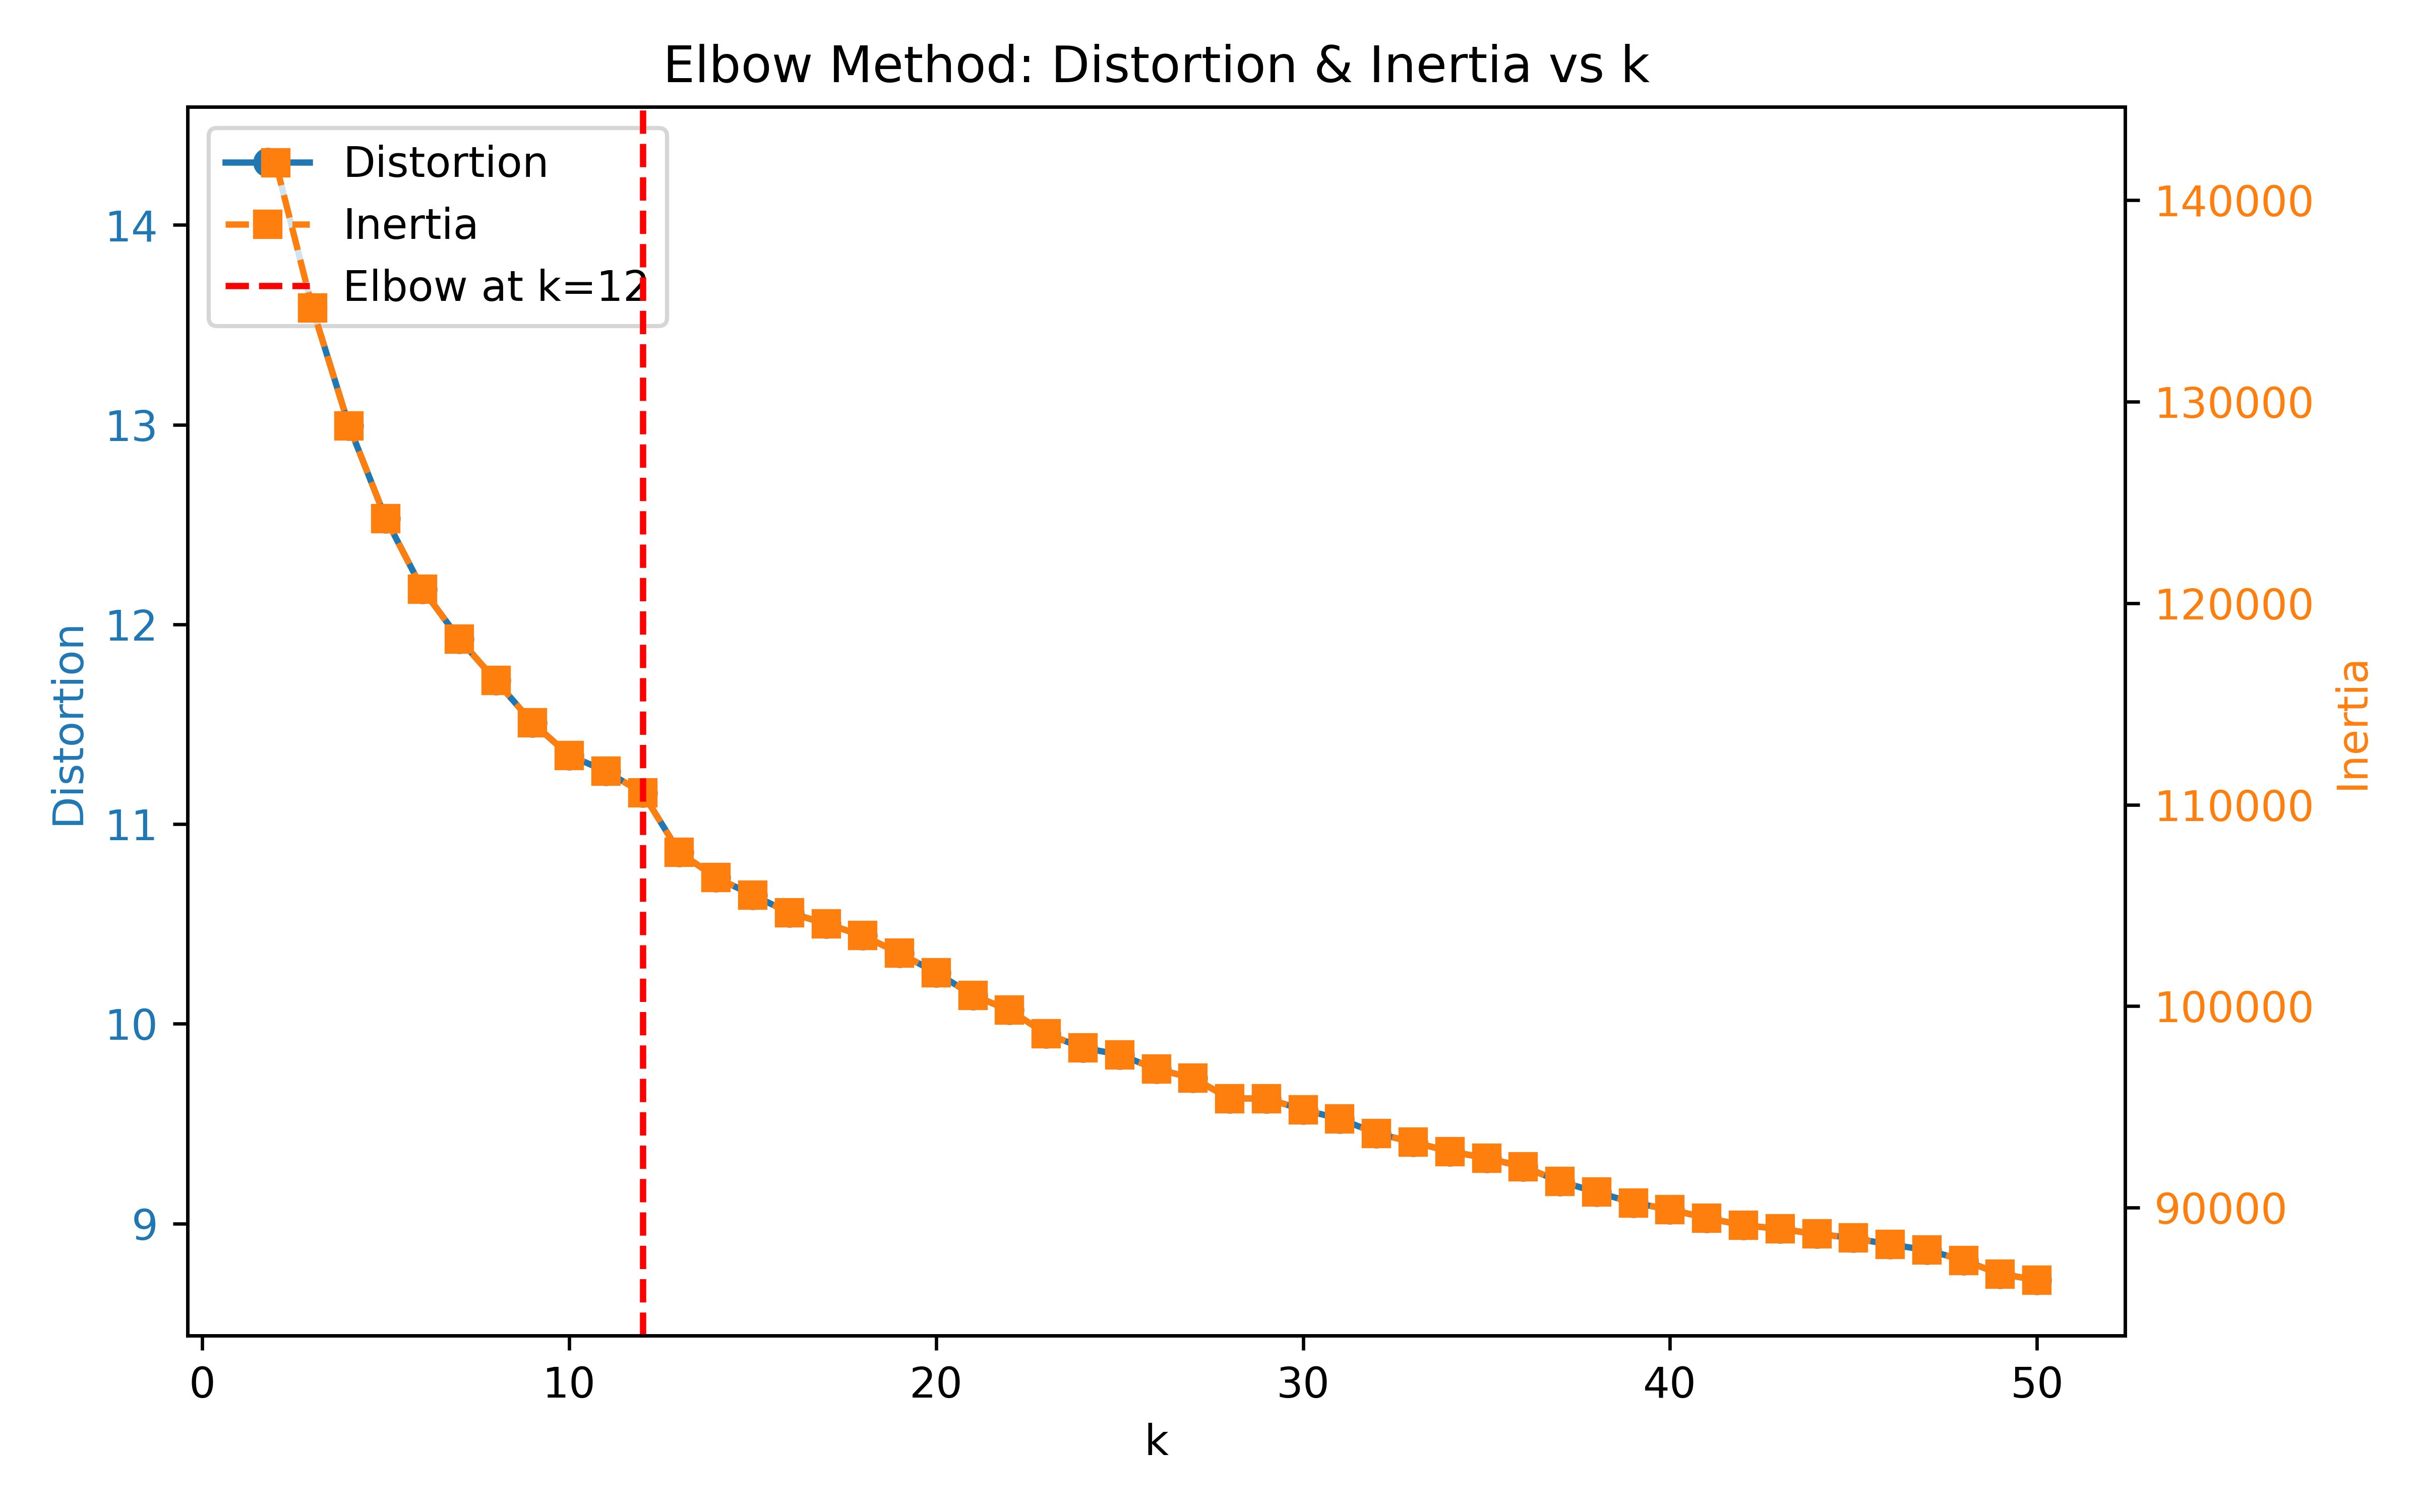 Elbow Method: Distortion & Inertia vs k
Distortion
Inertia
Elbow at k=12
14
13
12
11
10
9
Distortion
140000
130000
120000
110000
100000
90000
Inertia
0 10 20 30 40 50
k